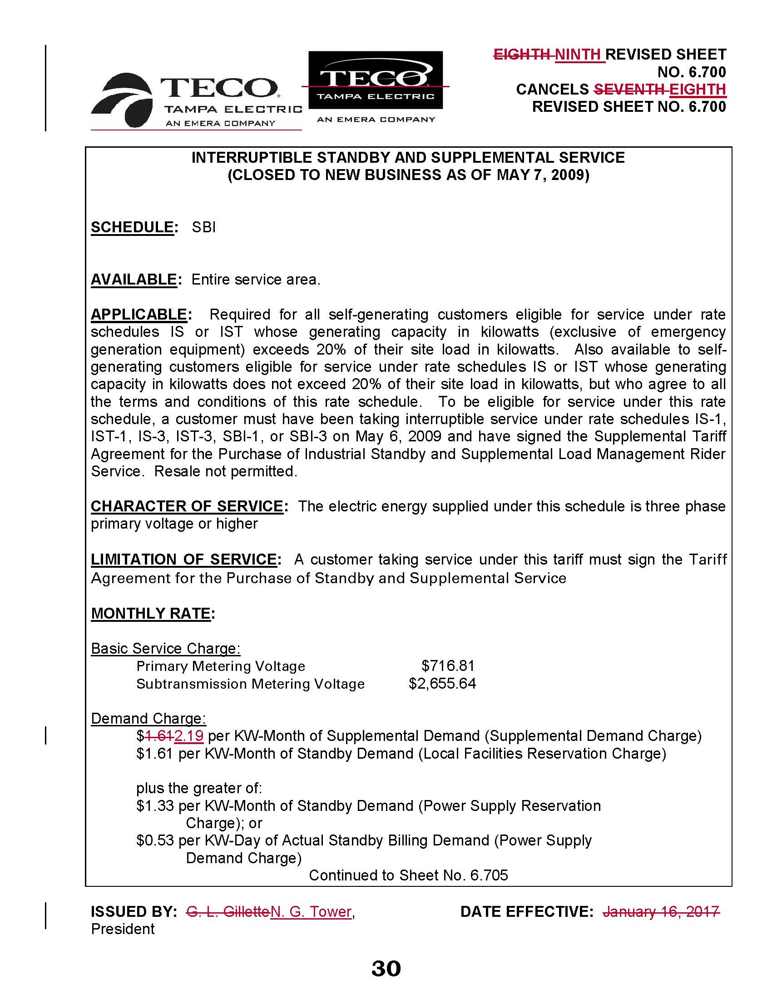 TECO®
TAMPA ELECTRIC
AN EMERA COMPANY
TECO®
TAMPA ELECTRIC
AN EMERA COMPANY
EIGHTH NINTH REVISED SHEET
NO. 6.700
CANCELS SEVENTH EIGHTH
REVISED SHEET NO. 6.700
INTERRUPTIBLE STANDBY AND SUPPLEMENTAL SERVICE
(CLOSED TO NEW BUSINESS AS OF MAY 7, 2009)
SCHEDULE: SBI
AVAILABLE: Entire service area.
APPLICABLE: Required for all self-generating customers eligible for service under rate
schedules IS or IST whose generating capacity in kilowatts (exclusive of emergency
generation equipment) exceeds 20% of their site load in kilowatts. Also available to self-
generating customers eligible for service under rate schedules IS or IST whose generating
capacity in kilowatts does not exceed 20% of their site load in kilowatts, but who agree to all
the terms and conditions of this rate schedule. To be eligible for service under this rate
schedule, a customer must have been taking interruptible service under rate schedules IS-1,
IST-1, IS-3, IST-3, SBI-1, or SBI-3 on May 6, 2009 and have signed the Supplemental Tariff
Agreement for the Purchase of Industrial Standby and Supplemental Load Management Rider
Service. Resale not permitted.
CHARACTER OF SERVICE: The electric energy supplied under this schedule is three phase
primary voltage or higher
LIMITATION OF SERVICE: A customer taking service under this tariff must sign the Tariff
Agreement for the Purchase of Standby and Supplemental Service
MONTHLY RATE:
Basic Service Charge:
Primary Metering Voltage $716.81
Subtransmission Metering Voltage $2,655.64
Demand Charge:
$1.612.19 per KW-Month of Supplemental Demand (Supplemental Demand Charge)
$1.61 per KW-Month of Standby Demand (Local Facilities Reservation Charge)
plus the greater of:
$1.33 per KW-Month of Standby Demand (Power Supply Reservation
Charge); or
$0.53 per KW-Day of Actual Standby Billing Demand (Power Supply
Demand Charge)
Continued to Sheet No. 6.705
ISSUED BY: G. L. GilletteN. G. Tower, DATE EFFECTIVE: January 16, 2017
President
30